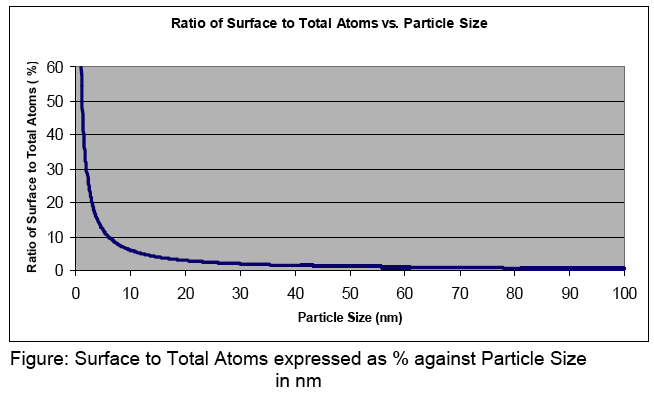 Ratio of Surface to Total Atoms vs. Particle Size
Ratio of Surface to Total Atoms ( %)
60
50
40
30
20
10
0
0 10 20 30 40 50 60 70 80 90 100
Particle Size (nm)
Figure: Surface to Total Atoms expressed as % against Particle Size
in nm